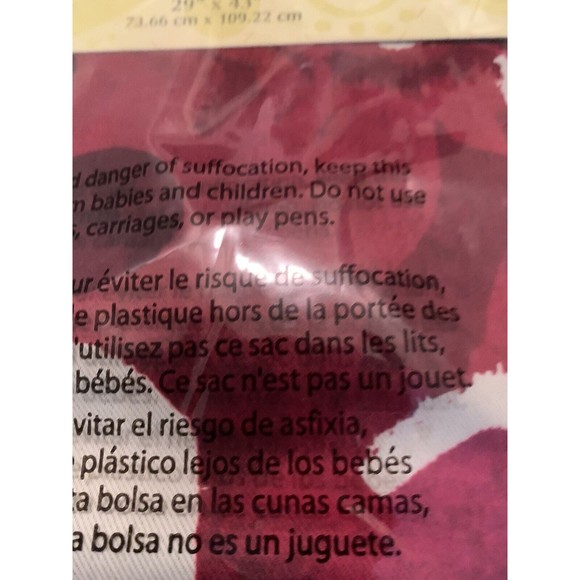 29" x 43"
73.66 cm x 109.22 cm
d danger of suffocation, keep this
m babies and children. Do not use
s, carriages, or play pens.
ur éviter le risque de suffocation,
e plastique hors de la portée des
'utilisez pas ce sac dans les lits,
bébés. Ce sac n'est pas un jouet.
vitar el riesgo de asfixia,
plástico lejos de los bebés
ta bolsa en las cunas camas,
a bolsa no es un juguete.